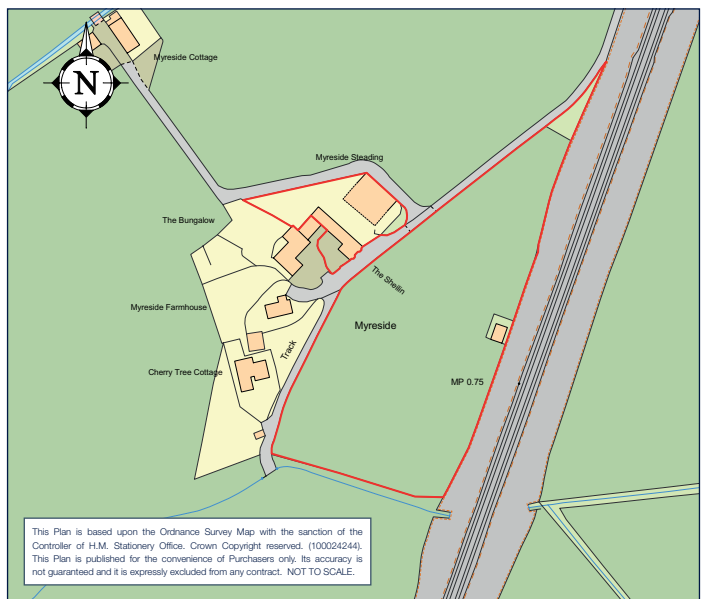 Myreside Cottage
N
Myreside Steading
The Bungalow
The Shellin
Myreside Farmhouse
Myreside
Track
Cherry Tree Cottage
MP 0.75
This Plan is based upon the Ordnance Survey Map with the sanction of the
Controller of H.M. Stationery Office. Crown Copyright reserved. (100024244).
This Plan is published for the convenience of Purchasers only. Its accuracy is
not guaranteed and it is expressly excluded from any contract. NOT TO SCALE.